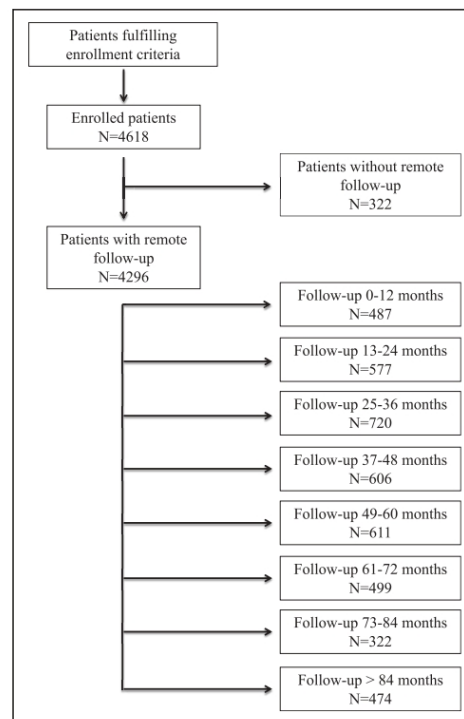 Patients fulfilling
enrollment criteria
Enrolled patients
N=4618
Patients without remote
follow-up
N=322
Patients with remote
follow-up
N=4296
Follow-up 0-12 months
N=487
Follow-up 13-24 months
N=577
Follow-up 25-36 months
N=720
Follow-up 37-48 months
N=606
Follow-up 49-60 months
N=611
Follow-up 61-72 months
N=499
Follow-up 73-84 months
N=322
Follow-up > 84 months
N=474